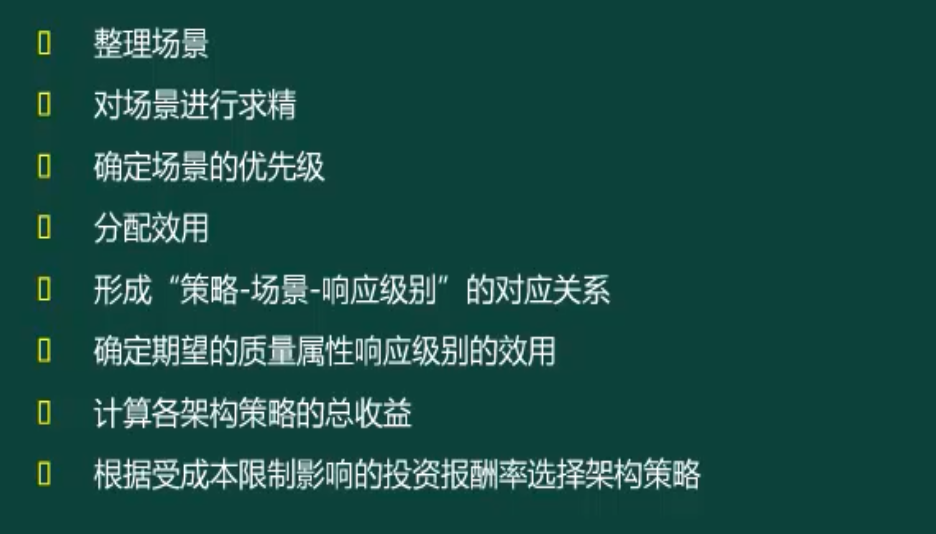 整理场景
对场景进行求精
确定场景的优先级
分配效用
形成“策略-场景-响应级别”的对应关系
确定期望的质量属性响应级别的效用
计算各架构策略的总收益
根据受成本限制影响的投资报酬率选择架构策略